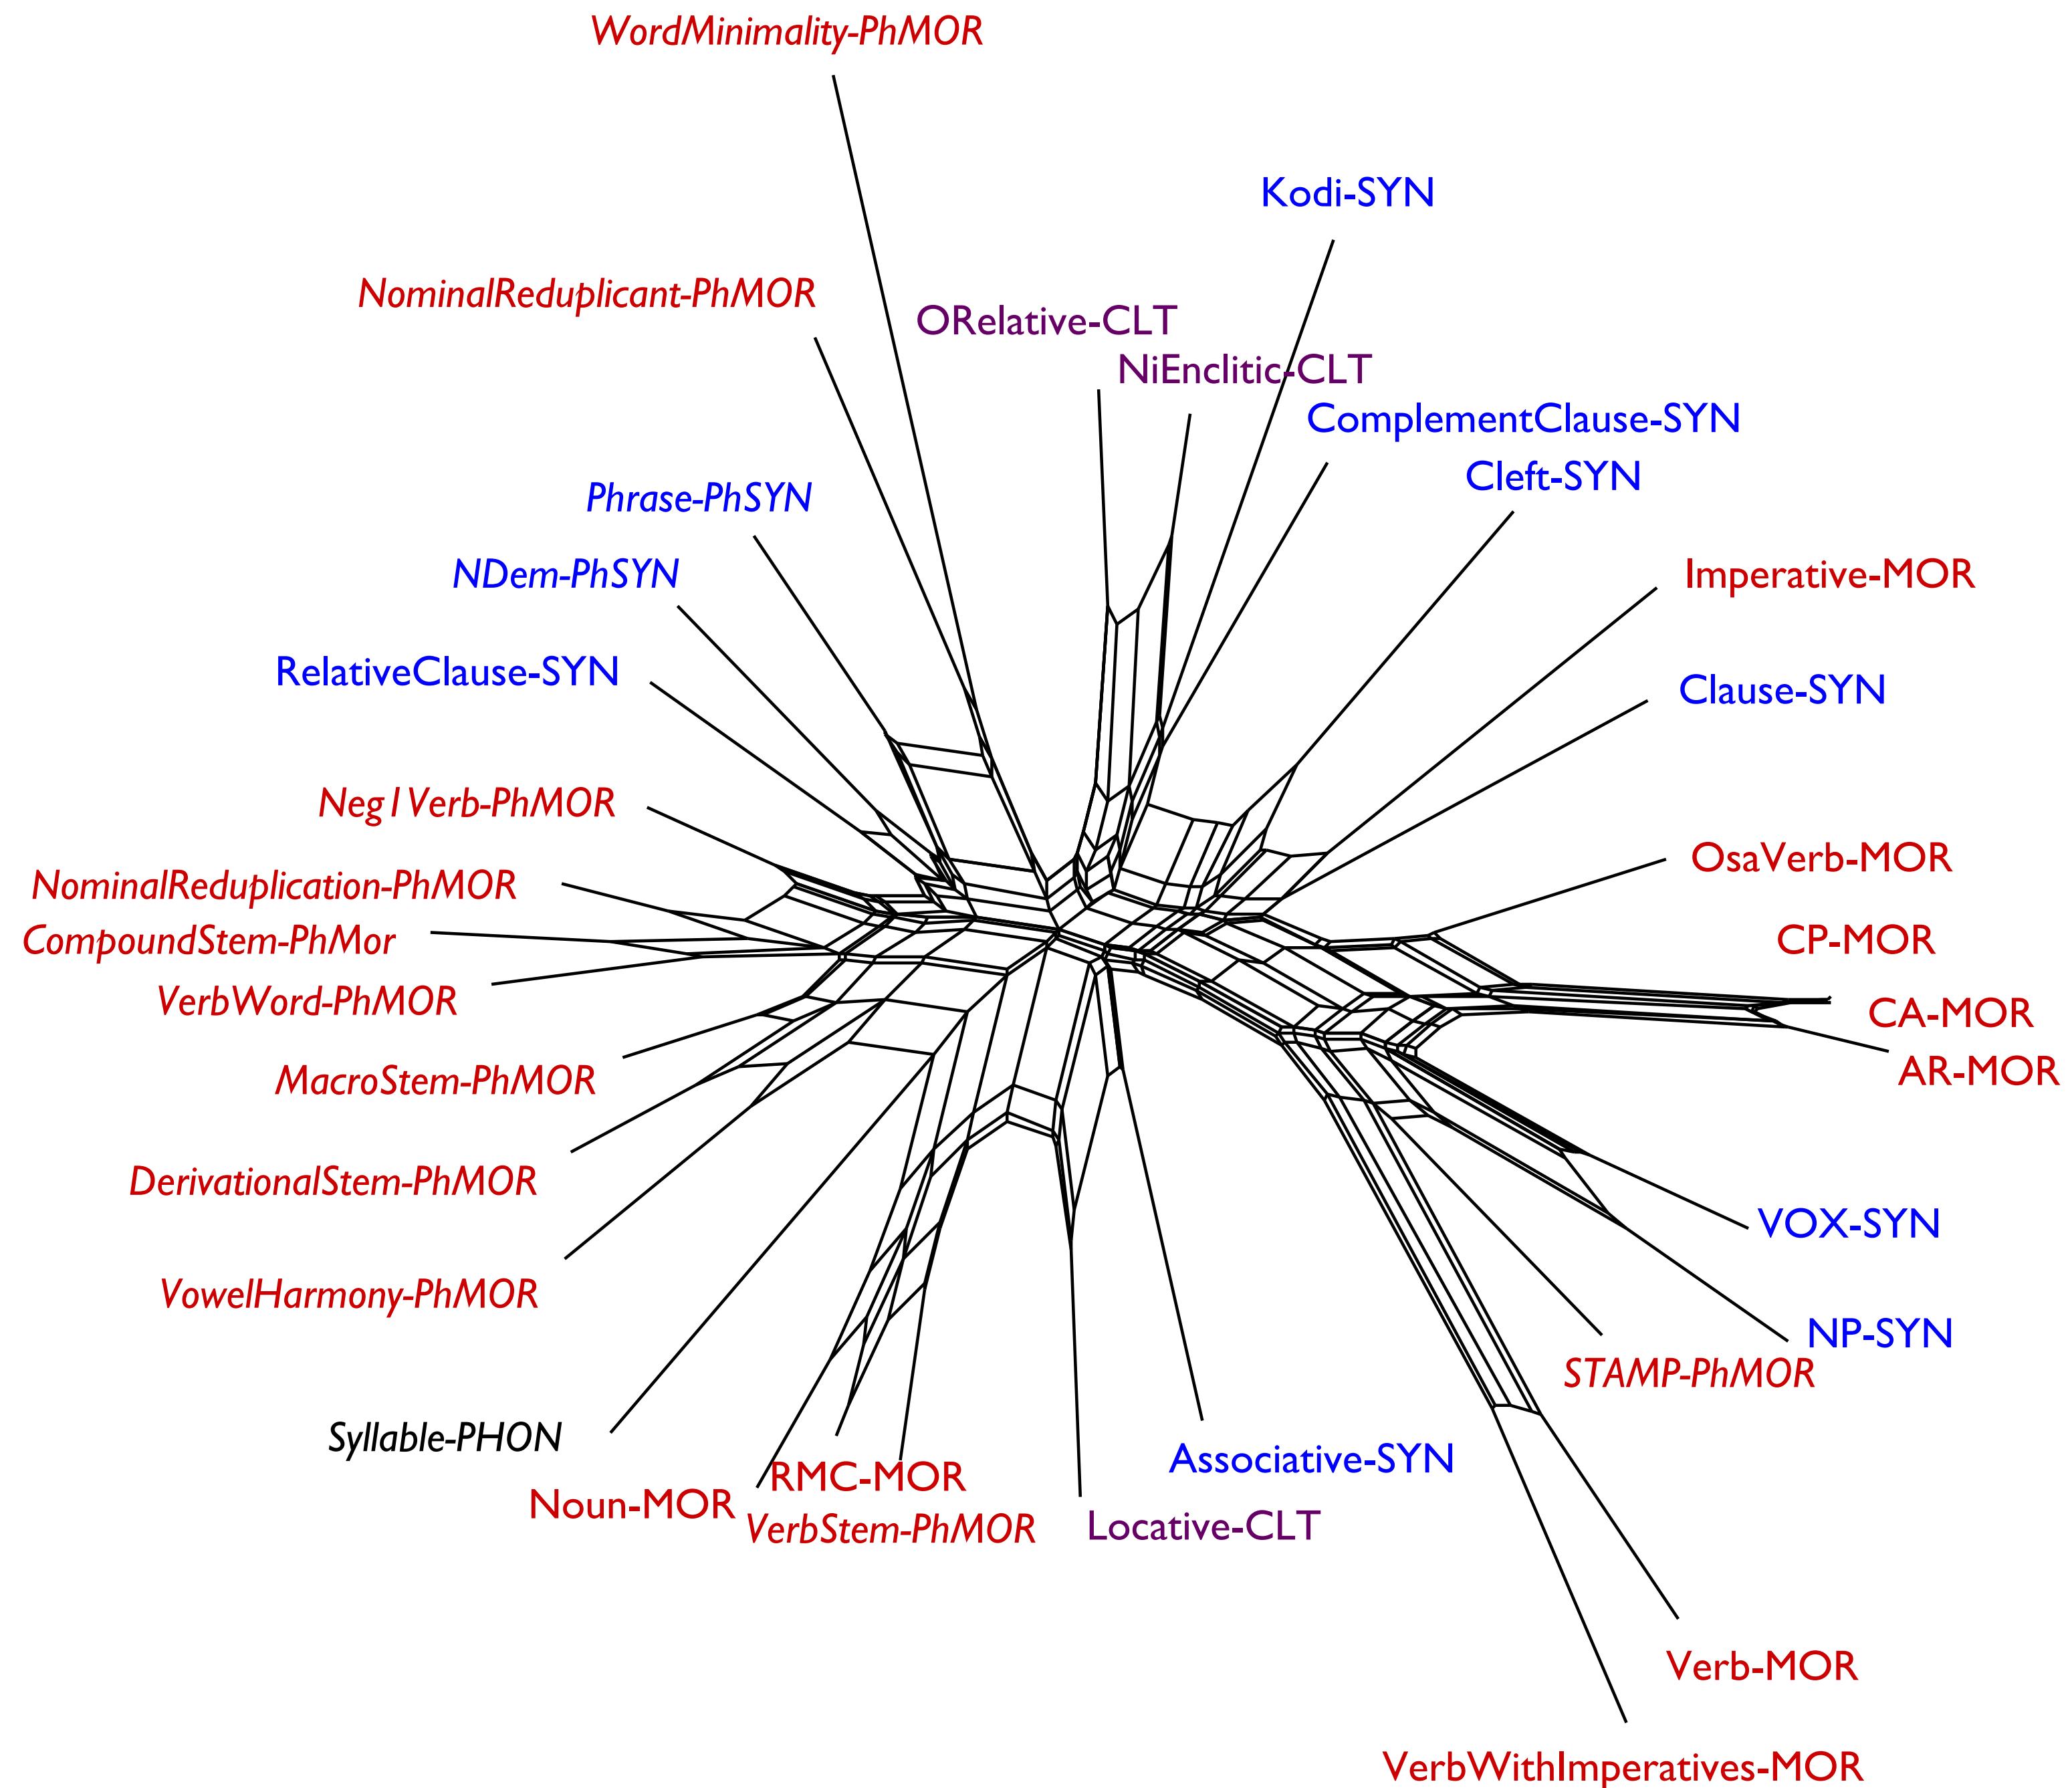 WordMinimality-PhMOR
Kodi-SYN
NominalReduplicant-PhMOR
ORelative-CLT
NiEnclitic-CLT
ComplementClause-SYN
Cleft-SYN
Phrase-PhSYN
NDem-PhSYN
Imperative-MOR
RelativeClause-SYN
Clause-SYN
Neg1Verb-PhMOR
OsaVerb-MOR
NominalReduplication-PhMOR
CompoundStem-PhMor
CP-MOR
VerbWord-PhMOR
CA-MOR
AR-MOR
MacroStem-PhMOR
DerivationalStem-PhMOR
VOX-SYN
VowelHarmony-PhMOR
NP-SYN
STAMP-PhMOR
Syllable-PHON
Associative-SYN
RMC-MOR
Noun-MOR
VerbStem-PhMOR
Locative-CLT
Verb-MOR
VerbWithImperatives-MOR